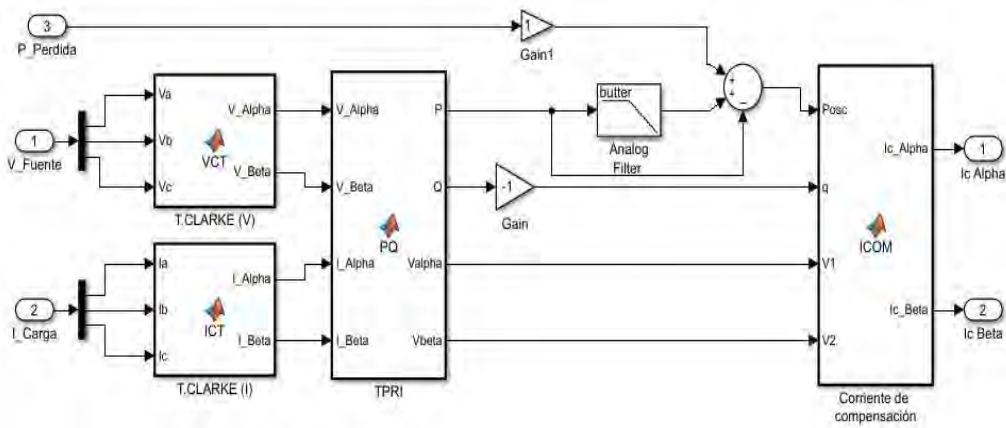 3
P_Perdida
1
Gain1
Va
Vb
Vc
V_Alpha
V_Beta
VCT
T.CLARKE (V)
1
V_Fuente
V_Alpha
V_Beta
I_Alpha
I_Beta
P
Q
Valpha
Vbeta
PQ
TPRI
butter
Analog
Filter
-1
Gain
+
+
−
Posc
q
V1
V2
Ic_Alpha
Ic_Beta
ICOM
Corriente de
compensación
1
Ic Alpha
2
Ic Beta
2
I_Carga
Ia
Ib
Ic
I_Alpha
I_Beta
ICT
T.CLARKE (I)